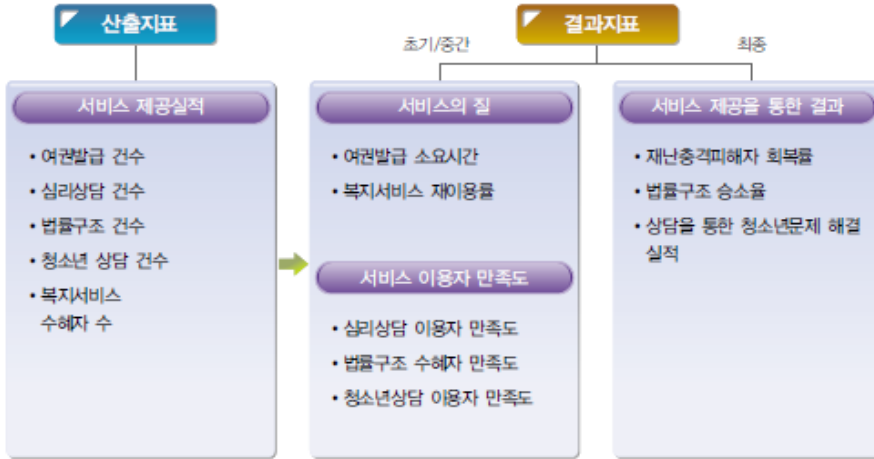 산출지표
결과지표
초기/중간
최종
서비스 제공실적
• 여권발급 건수
• 심리상담 건수
• 법률구조 건수
• 청소년 상담 건수
• 복지서비스
수혜자 수
서비스의 질
• 여권발급 소요시간
• 복지서비스 재이용률
서비스 이용자 만족도
• 심리상담 이용자 만족도
• 법률구조 수혜자 만족도
• 청소년상담 이용자 만족도
서비스 제공을 통한 결과
• 재난충격피해자 회복률
• 법률구조 승소율
• 상담을 통한 청소년문제 해결
실적